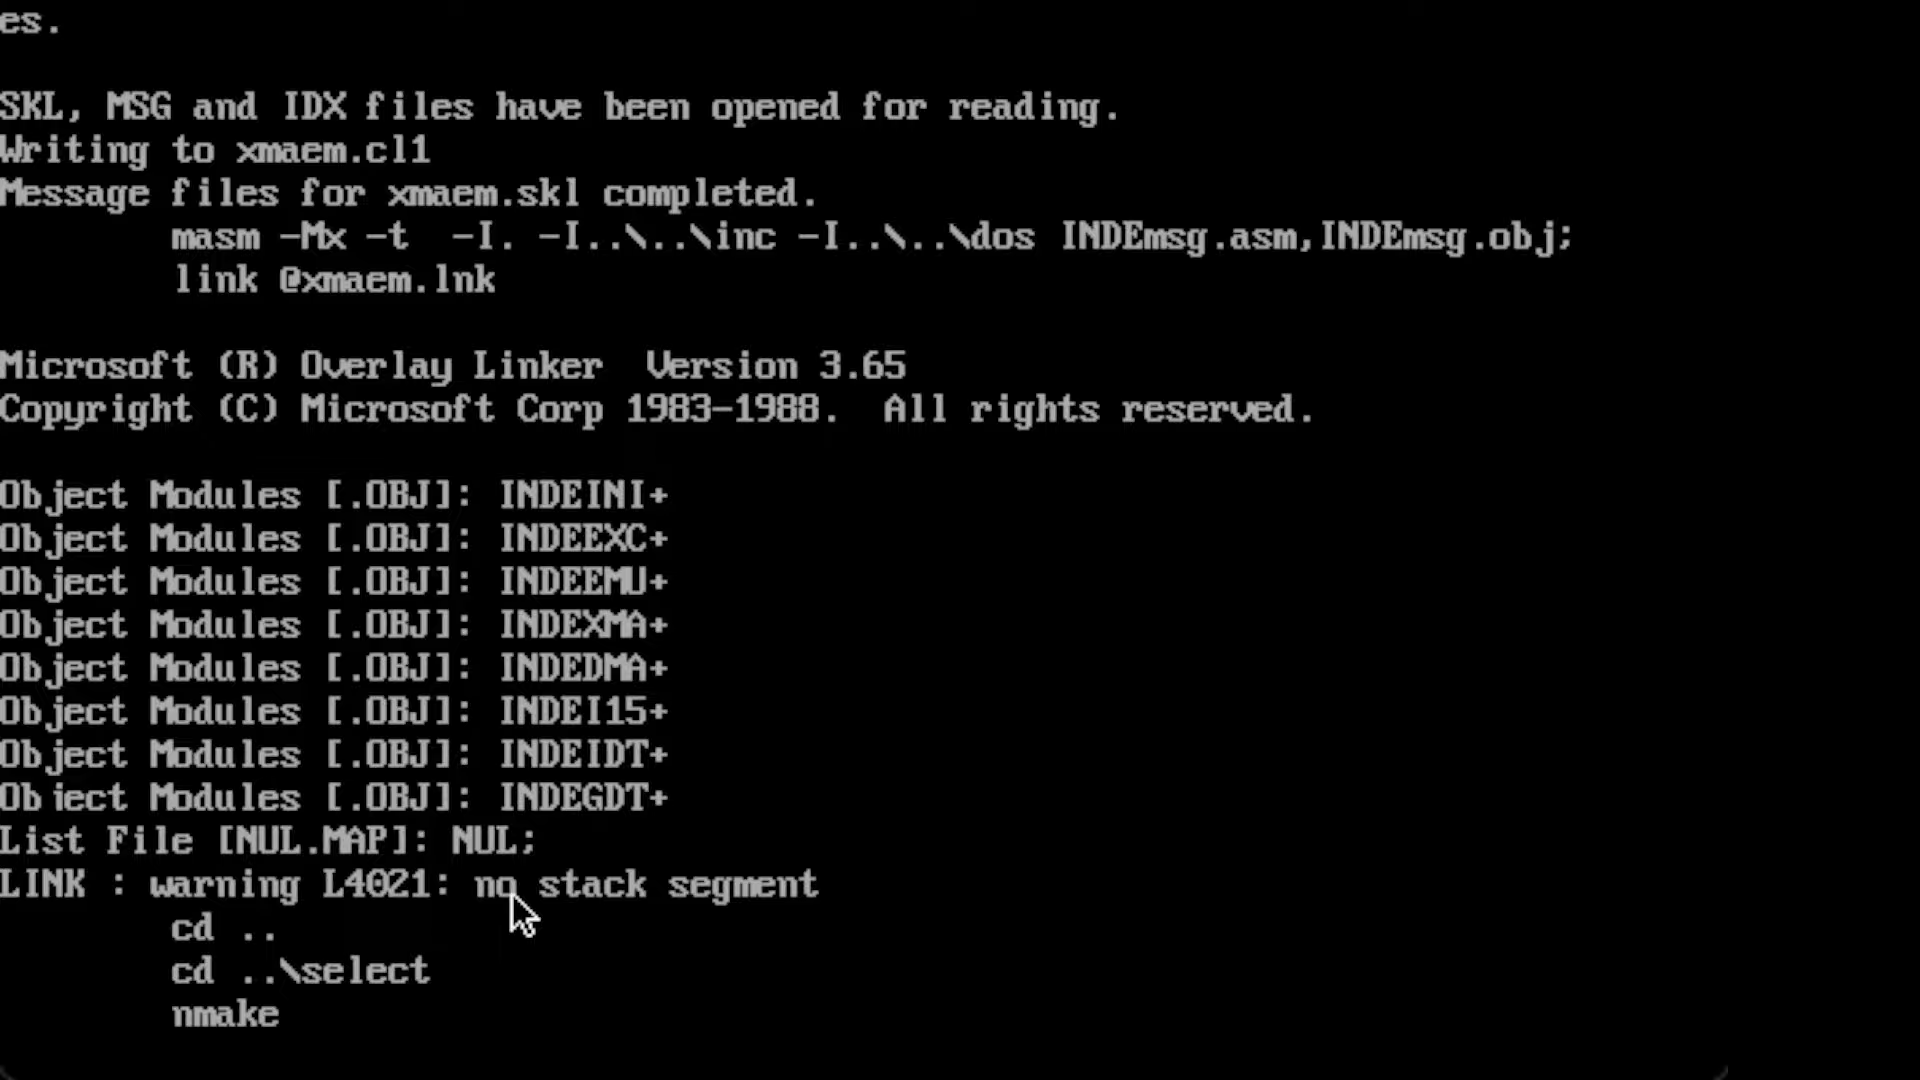 es.
SKL, MSG and IDX files have been opened for reading.
Writing to xmaem.cl1
Message files for xmaem.skl completed.
masm -Mx -t  -I. -I..\..\inc -I..\..\dos INDEmsg.asm,INDEmsg.obj;
link @xmaem.lnk
Microsoft (R) Overlay Linker  Version 3.65
Copyright (C) Microsoft Corp 1983-1988.  All rights reserved.
Object Modules [.OBJ]: INDEINI+
Object Modules [.OBJ]: INDEEXC+
Object Modules [.OBJ]: INDEEMU+
Object Modules [.OBJ]: INDEXMA+
Object Modules [.OBJ]: INDEDMA+
Object Modules [.OBJ]: INDEI15+
Object Modules [.OBJ]: INDEIDT+
Object Modules [.OBJ]: INDEGDT+
List File [NUL.MAP]: NUL;
LINK : warning L4021: no stack segment
cd ..
cd ..\select
nmake